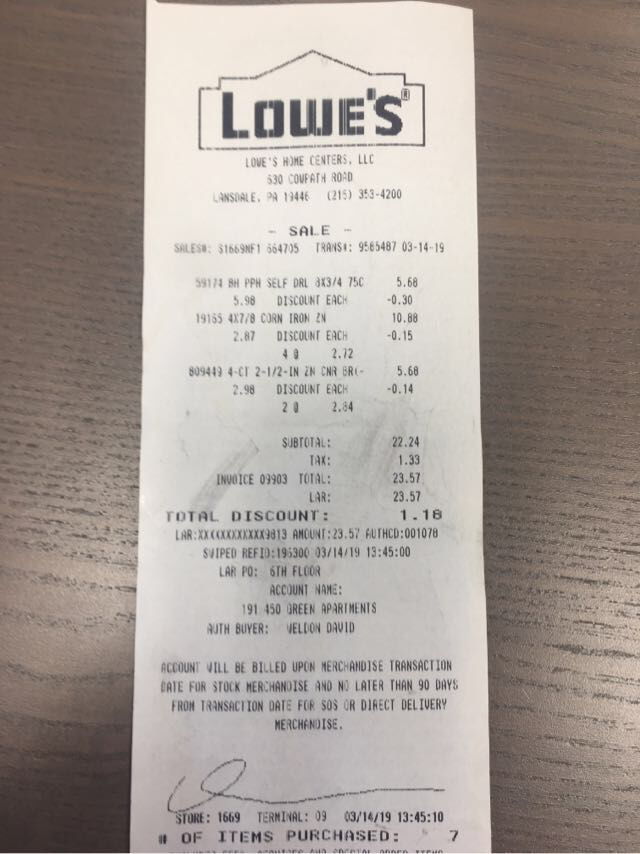 LOWE'S®
LOWE'S HOME CENTERS, LLC
630 COWPATH ROAD
LANSDALE, PA 19446 (215) 353-4200
- SALE -
SALES#: S1669NF1 664705 TRANS#: 9585487 03-14-19
59174 8H PPH SELF DRL 8X3/4 75C 5.68
5.98 DISCOUNT EACH -0.30
19155 4X7/8 CORN IRON ZN 10.88
2.87 DISCOUNT EACH -0.15
4 @ 2.72
809449 4-CT 2-1/2-IN ZN CNR BR(- 5.68
2.98 DISCOUNT EACH -0.14
2 @ 2.84
SUBTOTAL: 22.24
TAX: 1.33
INVOICE 09903 TOTAL: 23.57
LAR: 23.57
TOTAL DISCOUNT: 1.18
LAR:XXXXXXXXXXXX9813 AMOUNT:23.57 AUTHCD:001078
SWIPED REFID:195300 03/14/19 13:45:00
LAR PO: 6TH FLOOR
ACCOUNT NAME:
191 450 GREEN APARTMENTS
AUTH BUYER: WELDON DAVID
ACCOUNT WILL BE BILLED UPON MERCHANDISE TRANSACTION
DATE FOR STOCK MERCHANDISE AND NO LATER THAN 90 DAYS
FROM TRANSACTION DATE FOR SOS OR DIRECT DELIVERY
MERCHANDISE.
STORE: 1669 TERMINAL: 09 03/14/19 13:45:10
# OF ITEMS PURCHASED: 7